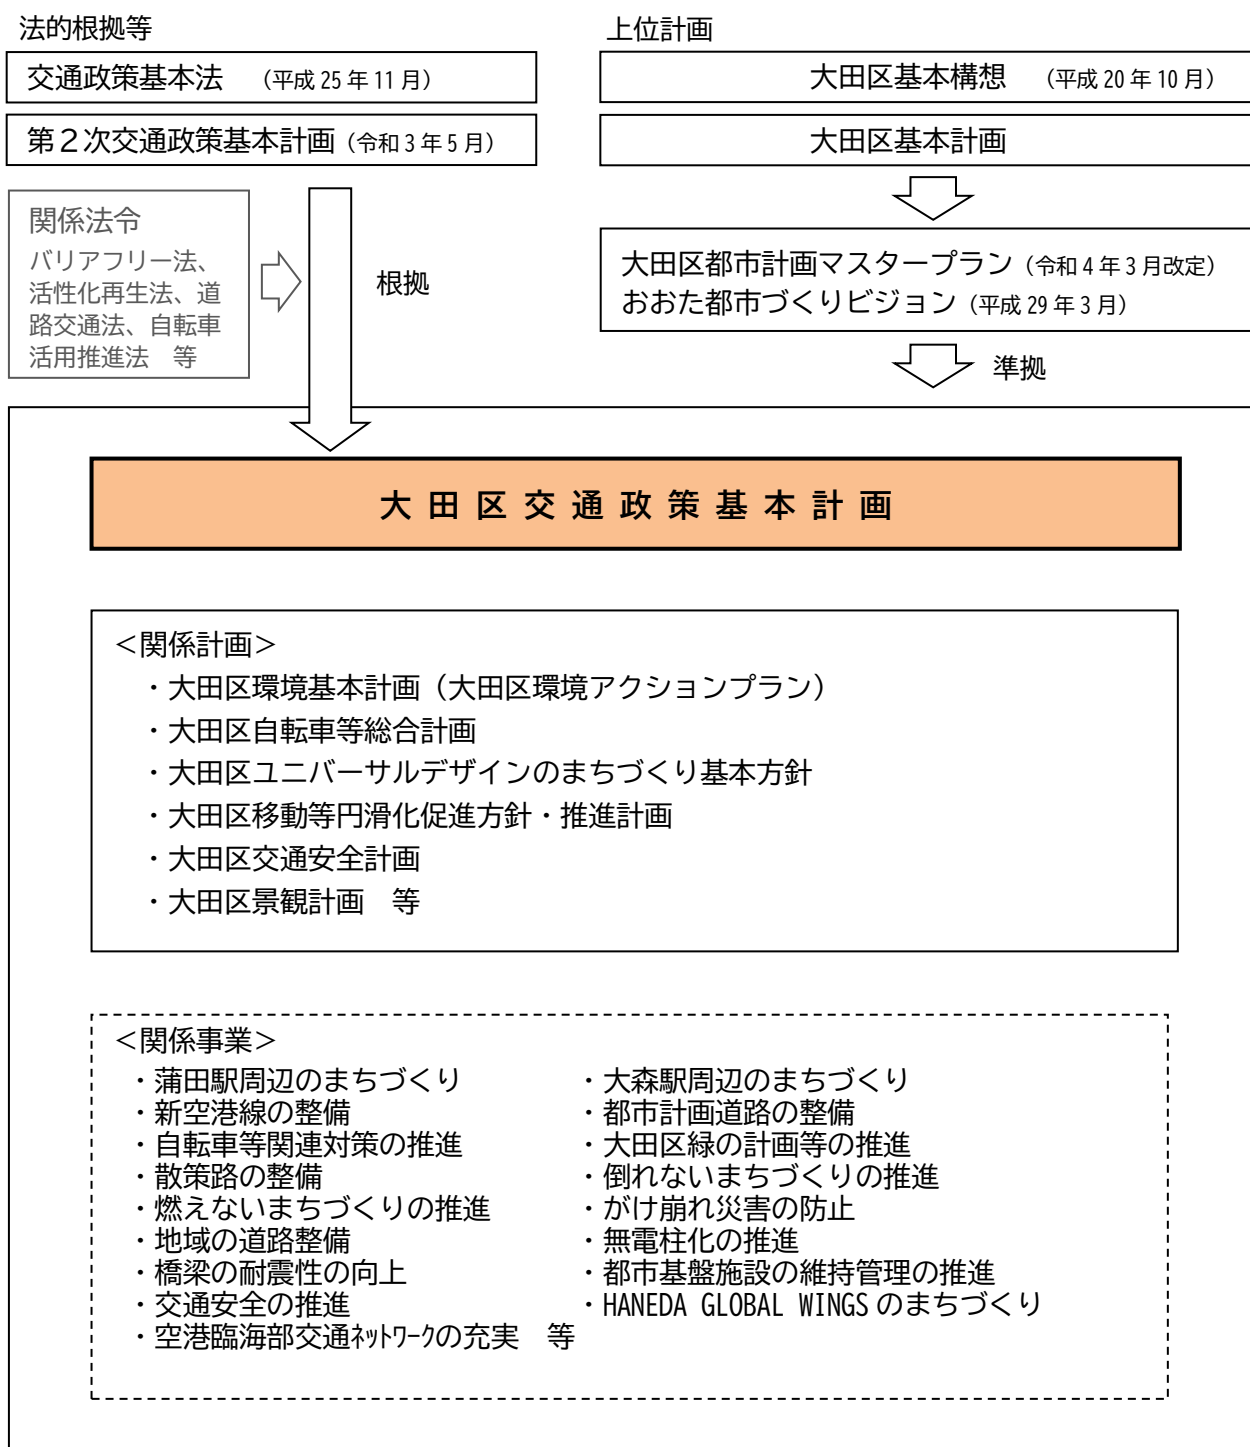 法的根拠等
交通政策基本法　（平成25年11月）
第２次交通政策基本計画（令和3年5月）
関係法令
バリアフリー法、
活性化再生法、道
路交通法、自転車
活用推進法　等
根拠
上位計画
大田区基本構想　（平成20年10月）
大田区基本計画
大田区都市計画マスタープラン（令和4年3月改定）
おおた都市づくりビジョン（平成29年3月）
準拠
大田区交通政策基本計画
＜関係計画＞
・大田区環境基本計画（大田区環境アクションプラン）
・大田区自転車等総合計画
・大田区ユニバーサルデザインのまちづくり基本方針
・大田区移動等円滑化促進方針・推進計画
・大田区交通安全計画
・大田区景観計画　等
＜関係事業＞
・蒲田駅周辺のまちづくり
・新空港線の整備
・自転車等関連対策の推進
・散策路の整備
・燃えないまちづくりの推進
・地域の道路整備
・橋梁の耐震性の向上
・交通安全の推進
・空港臨海部交通ﾈｯﾄﾜｰｸの充実　等
・大森駅周辺のまちづくり
・都市計画道路の整備
・大田区緑の計画等の推進
・倒れないまちづくりの推進
・がけ崩れ災害の防止
・無電柱化の推進
・都市基盤施設の維持管理の推進
・HANEDA GLOBAL WINGSのまちづくり